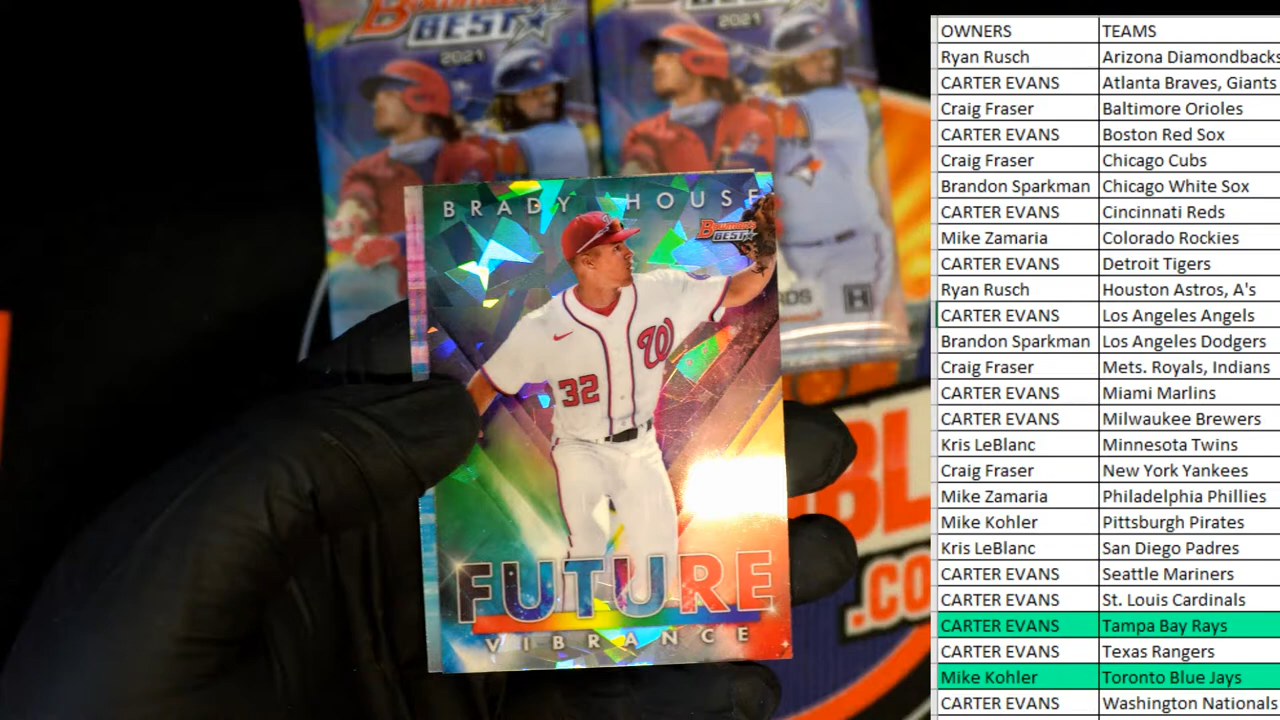 BEST
2021
BEST
2021
BRADY HOUSE
BOWMAN'S
BEST
W
32
FUTURE
VIBRANCE
H
BL
.CO
OWNERS TEAMS
Ryan Rusch Arizona Diamondbacks
CARTER EVANS Atlanta Braves, Giants
Craig Fraser Baltimore Orioles
CARTER EVANS Boston Red Sox
Craig Fraser Chicago Cubs
Brandon Sparkman Chicago White Sox
CARTER EVANS Cincinnati Reds
Mike Zamaria Colorado Rockies
CARTER EVANS Detroit Tigers
Ryan Rusch Houston Astros, A's
CARTER EVANS Los Angeles Angels
Brandon Sparkman Los Angeles Dodgers
Craig Fraser Mets. Royals, Indians
CARTER EVANS Miami Marlins
CARTER EVANS Milwaukee Brewers
Kris LeBlanc Minnesota Twins
Craig Fraser New York Yankees
Mike Zamaria Philadelphia Phillies
Mike Kohler Pittsburgh Pirates
Kris LeBlanc San Diego Padres
CARTER EVANS Seattle Mariners
CARTER EVANS St. Louis Cardinals
CARTER EVANS Tampa Bay Rays
CARTER EVANS Texas Rangers
Mike Kohler Toronto Blue Jays
CARTER EVANS Washington Nationals